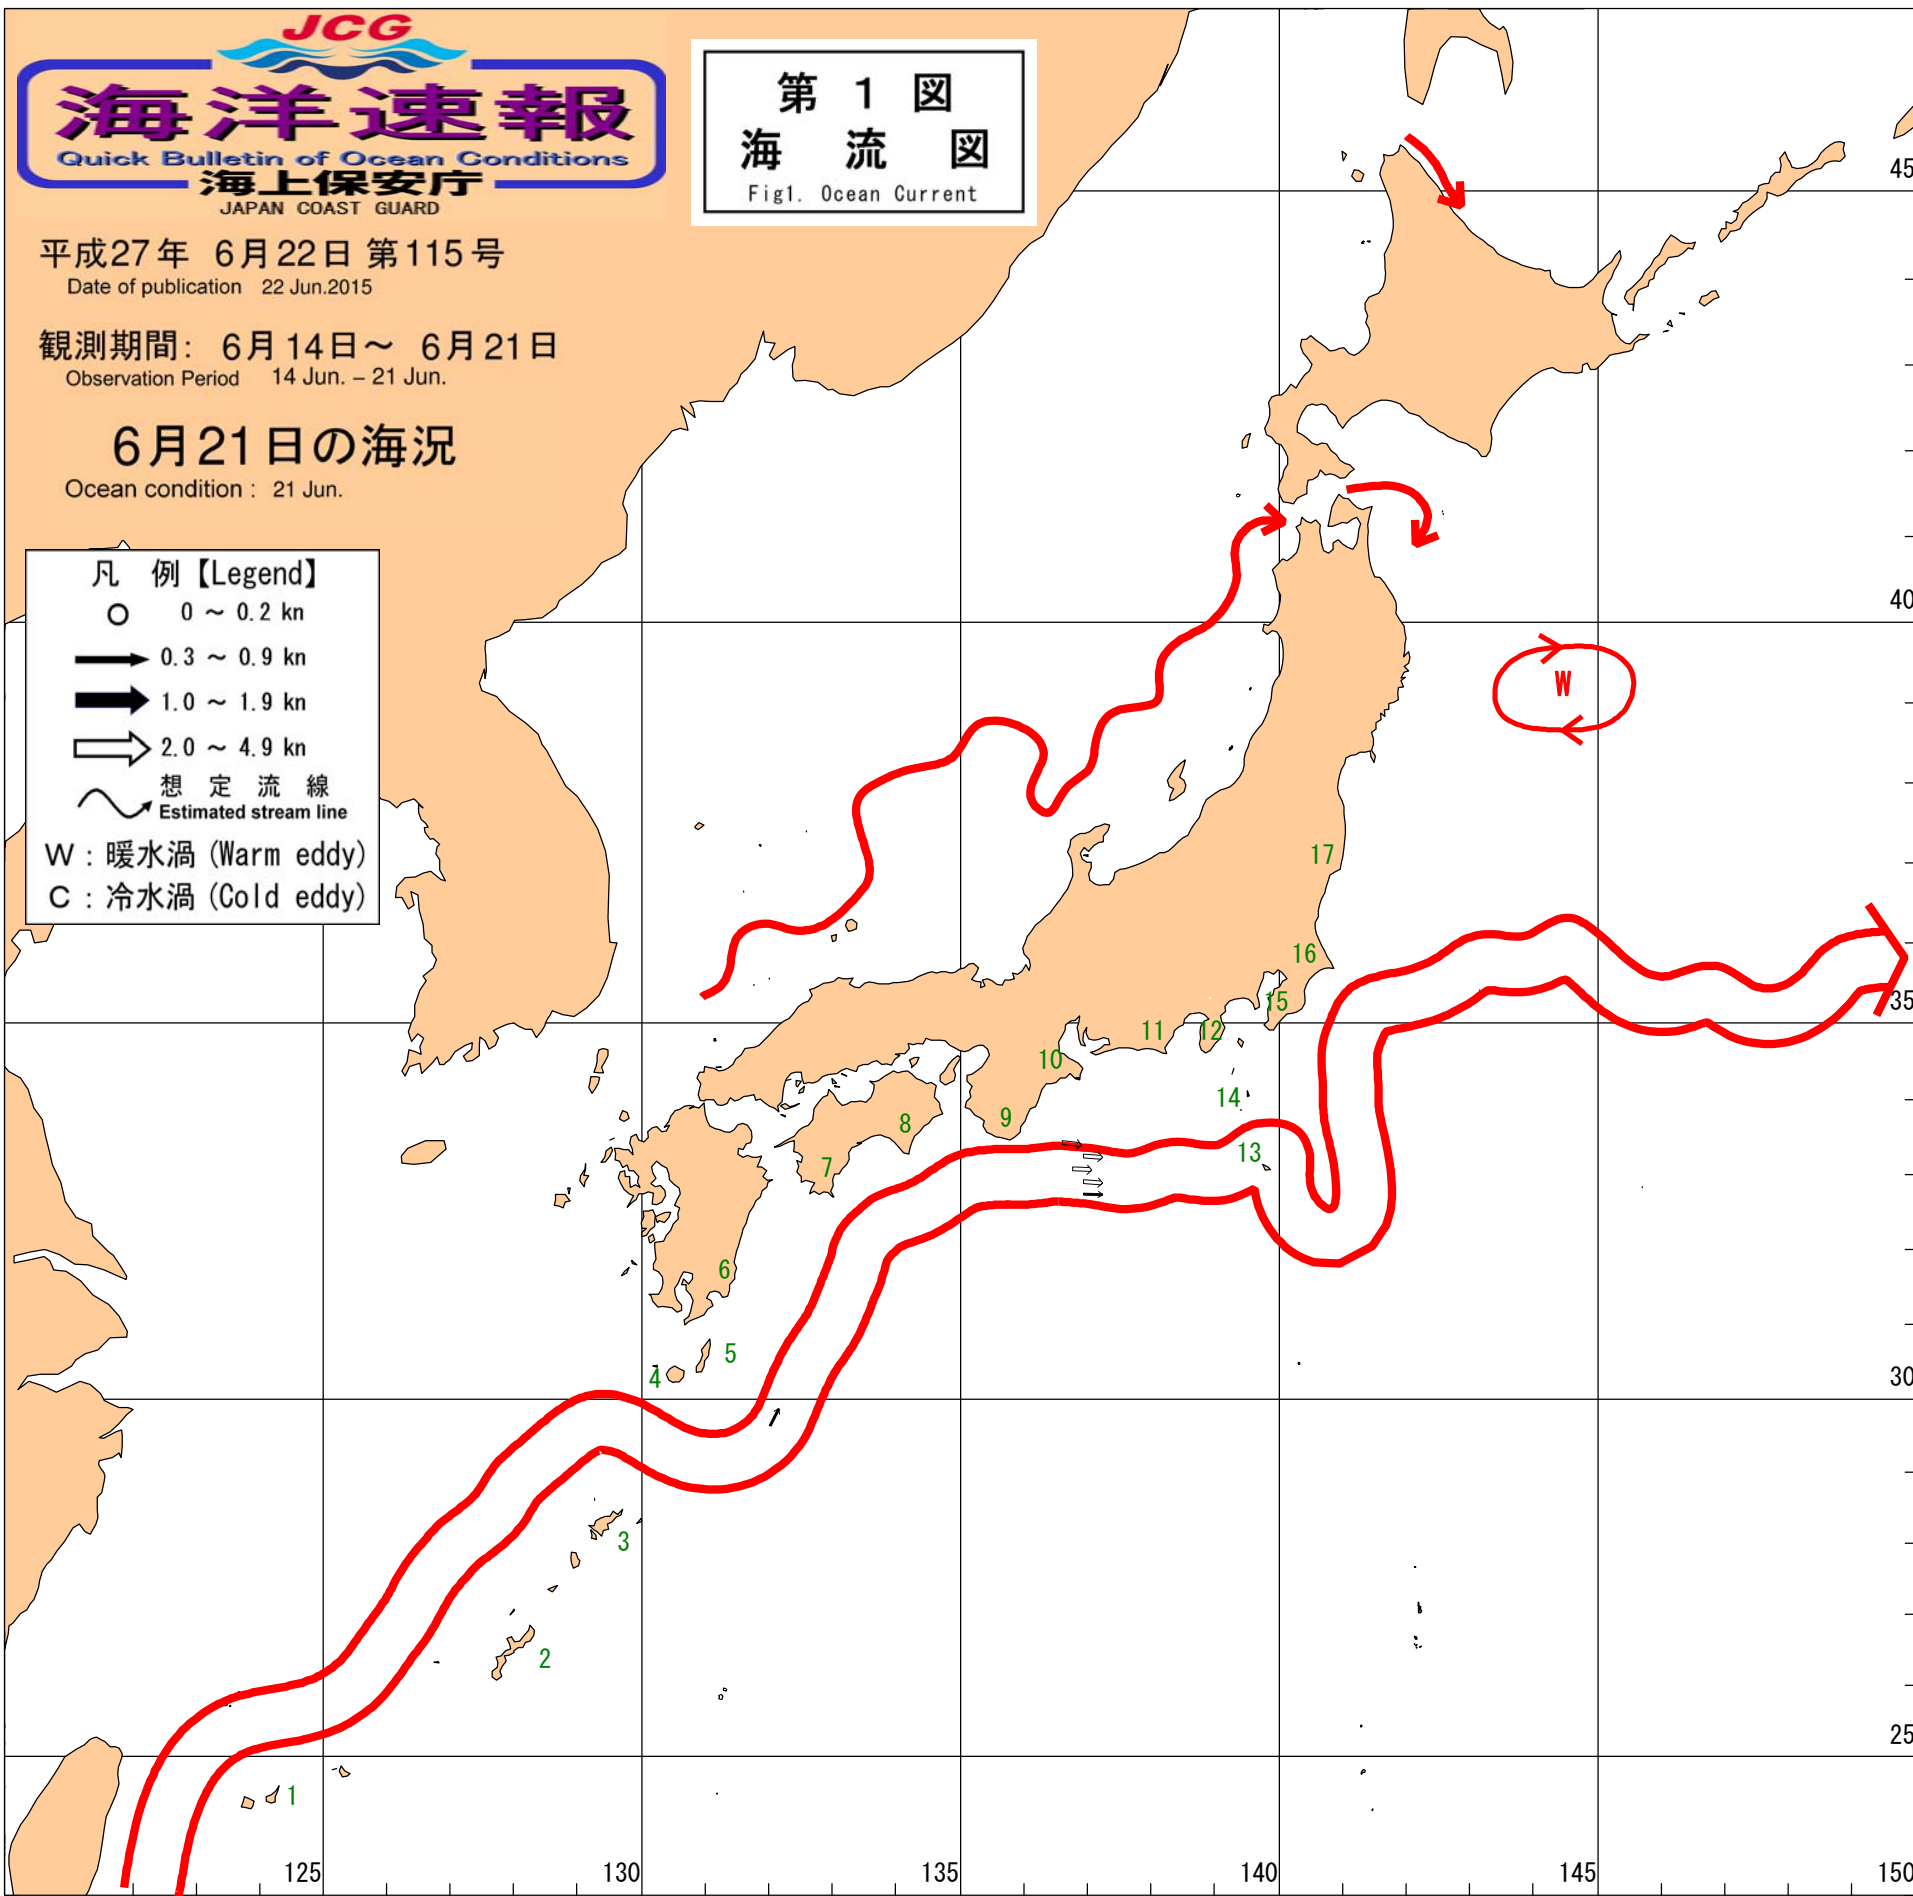 JCG
海洋速報
Quick Bulletin of Ocean Conditions
海上保安庁
JAPAN COAST GUARD
第 1 図
海 流 図
Fig1. Ocean Current
平成27年 6月22日 第115号
Date of publication 22 Jun.2015
観測期間: 6月14日～ 6月21日
Observation Period 14 Jun. – 21 Jun.
6月21日の海況
Ocean condition : 21 Jun.
凡 例【Legend】
0 ～ 0.2 kn
0.3 ～ 0.9 kn
1.0 ～ 1.9 kn
2.0 ～ 4.9 kn
想 定 流 線
Estimated stream line
W : 暖水渦 (Warm eddy)
C : 冷水渦 (Cold eddy)
45
40
W
17
16
35
15
12
11
10
14
9
8
13
7
6
5
4
30
3
2
25
1
125
130
135
140
145
150